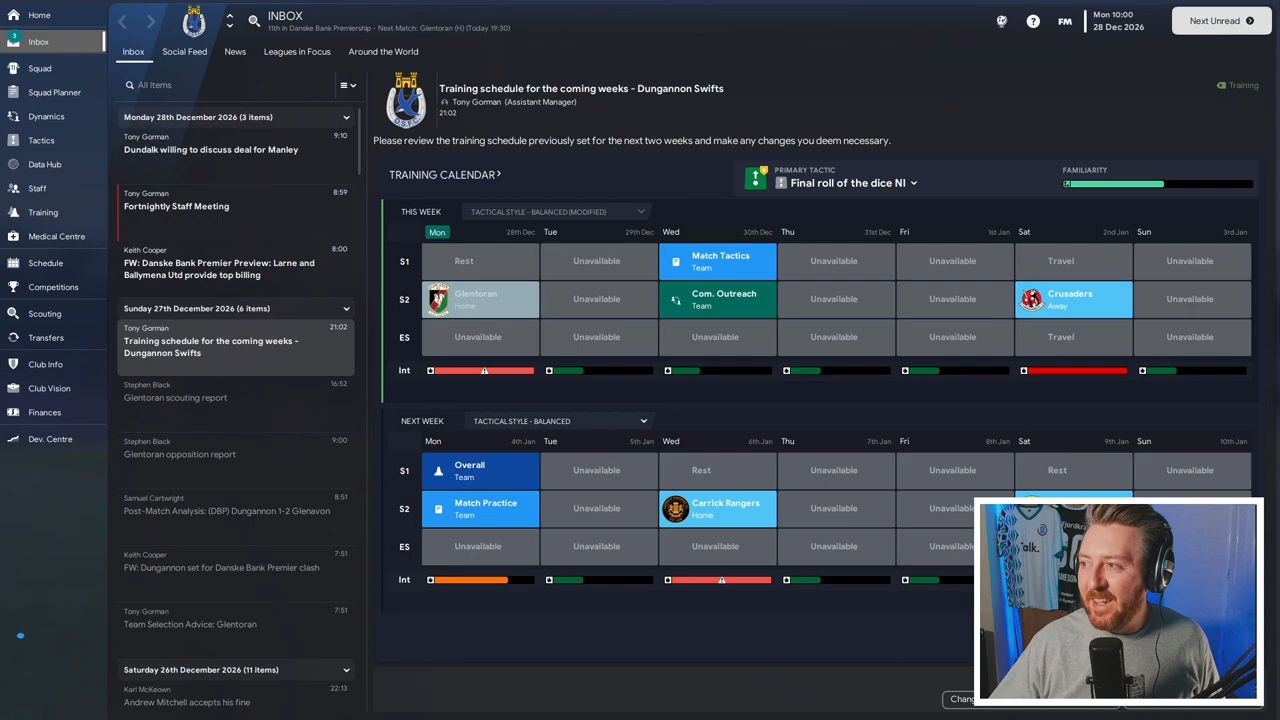 Home
INBOX
11th in Danske Bank Premiership - Next Match: Glentoran (H) (Today 19:30)
FM
Mon 10:00
28 Dec 2026
Next Unread
3
Inbox
Squad
Squad Planner
Dynamics
Tactics
Data Hub
Staff
Training
Medical Centre
Schedule
Competitions
Scouting
Transfers
Club Info
Club Vision
Finances
Dev. Centre
Inbox
Social Feed
News
Leagues in Focus
Around the World
All Items
Monday 28th December 2026 (3 items)
Tony Gorman 9:10
Dundalk willing to discuss deal for Manley
Tony Gorman 8:59
Fortnightly Staff Meeting
Keith Cooper 8:00
FW: Danske Bank Premier Preview: Larne and
Ballymena Utd provide top billing
Sunday 27th December 2026 (6 items)
Tony Gorman 21:02
Training schedule for the coming weeks -
Dungannon Swifts
Stephen Black 16:52
Glentoran scouting report
Stephen Black 9:00
Glentoran opposition report
Samuel Cartwright 8:51
Post-Match Analysis: (DBP) Dungannon 1-2 Glenavon
Keith Cooper 7:51
FW: Dungannon set for Danske Bank Premier clash
Tony Gorman 7:51
Team Selection Advice: Glentoran
Saturday 26th December 2026 (11 items)
Karl McKeown 22:13
Andrew Mitchell accepts his fine
Training schedule for the coming weeks - Dungannon Swifts
Tony Gorman (Assistant Manager)
21:02
Training
Please review the training schedule previously set for the next two weeks and make any changes you deem necessary.
TRAINING CALENDAR
PRIMARY TACTIC
Final roll of the dice NI
FAMILIARITY
THIS WEEK TACTICAL STYLE - BALANCED (MODIFIED)
Mon 28th Dec Tue 29th Dec Wed 30th Dec Thu 31st Dec Fri 1st Jan Sat 2nd Jan Sun 3rd Jan
S1 Rest Unavailable Match Tactics Team Unavailable Unavailable Travel Unavailable
S2 Glentoran Home Unavailable Com. Outreach Team Unavailable Unavailable Crusaders Away Unavailable
ES Unavailable Unavailable Unavailable Unavailable Unavailable Travel Unavailable
Int
NEXT WEEK TACTICAL STYLE - BALANCED
Mon 4th Jan Tue 5th Jan Wed 6th Jan Thu 7th Jan Fri 8th Jan Sat 9th Jan Sun 10th Jan
S1 Overall Team Unavailable Rest Unavailable Unavailable Rest Unavailable
S2 Match Practice Team Unavailable Carrick Rangers Home Unavailable Unavailable
ES Unavailable Unavailable Unavailable Unavailable Unavailable
Int
Talk.